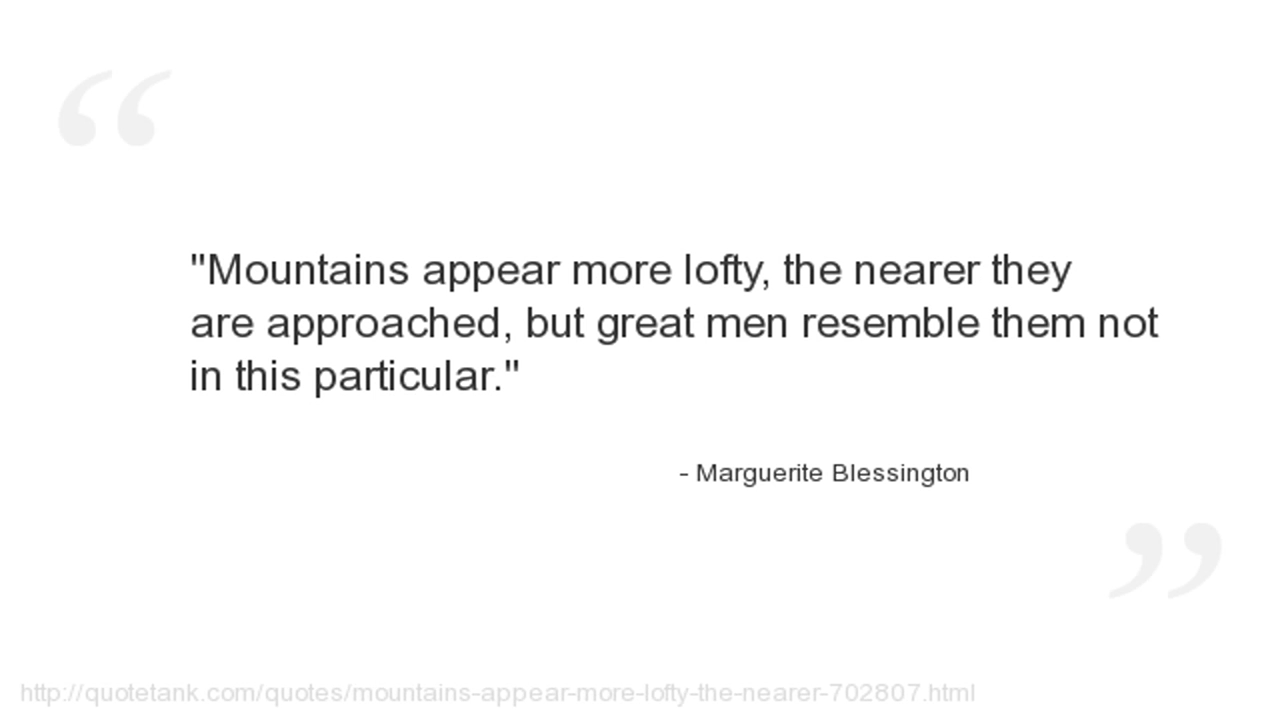 "Mountains appear more lofty, the nearer they
are approached, but great men resemble them not
in this particular."
- Marguerite Blessington
http://quotetank.com/quotes/mountains-appear-more-lofty-the-nearer-702807.html